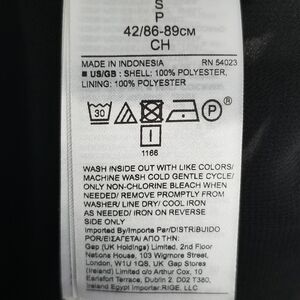 S
P
42/86-89CM
CH
MADE IN INDONESIA RN 54023
■ US/GB : SHELL: 100% POLYESTER,
LINING: 100% POLYESTER
30 P ®
I
1166
WASH INSIDE OUT WITH LIKE COLORS/
MACHINE WASH COLD GENTLE CYCLE/
ONLY NON-CHLORINE BLEACH WHEN
NEEDED/ REMOVE PROMPTLY FROM
WASHER/ LINE DRY/ COOL IRON
AS NEEDED/ IRON ON REVERSE
SIDE ONLY
Imported By/Importe Par/DISTRIBUIDO
POR/ΕΙΣΑΓΕΤΑΙ ΑΠΟ ΤΗΝ:
Gap (UK Holdings) Limited, 2nd Floor
Nations House, 103 Wigmore Street,
London, W1U 1QS, UK Gap Stores
(Ireland) Limited c/o Arthur Cox, 10
Earlsfort Terrace, Dublin 2. D02 T380,
Ireland Egypt Importer:RIGE, LLC